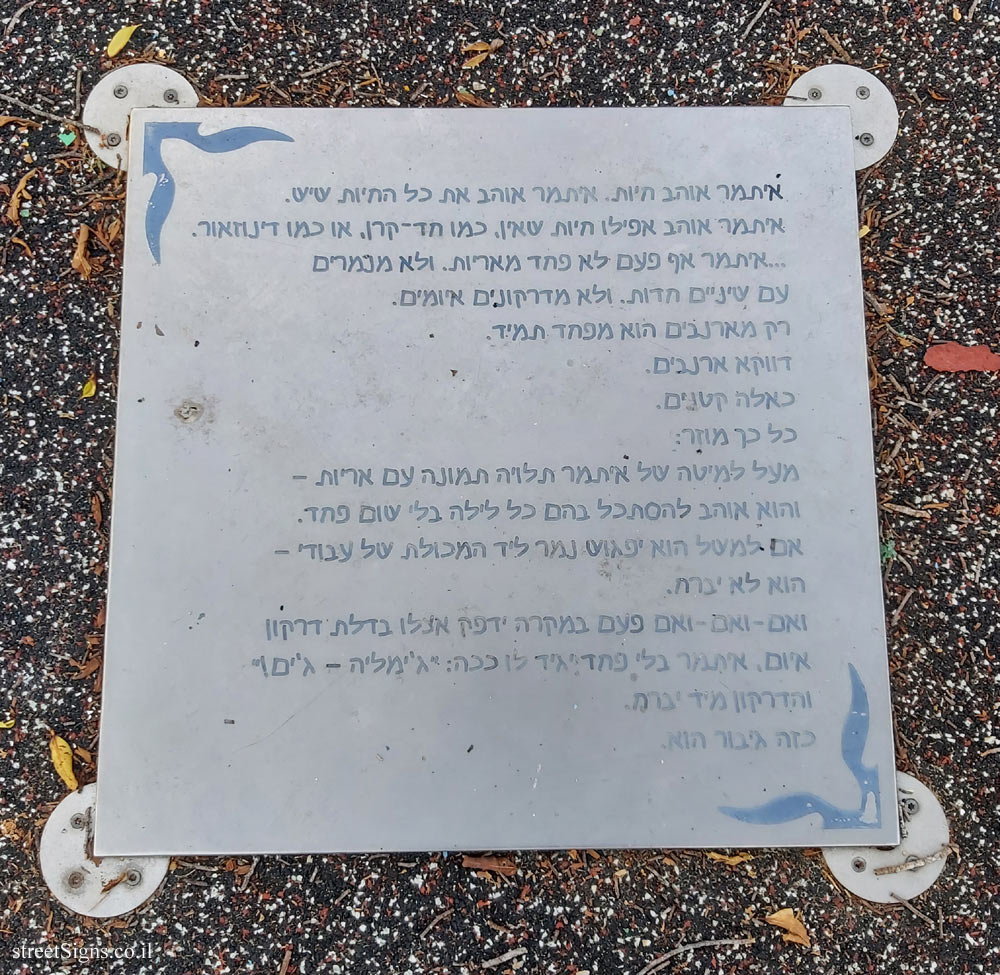 איתמר אוהב חיות. איתמר אוהב את כל החיות שיש.
איתמר אוהב אפילו חיות שאין, כמו חד-קרן, או כמו דינוזאור.
...איתמר אף פעם לא פחד מאריות. ולא מנמרים
עם שיניים חדות. ולא מדרקונים איומים.
רק מארנבים הוא מפחד תמיד.
דווקא ארנבים.
כאלה קטנים.
כל כך מוזר:
מעל למיטה של איתמר תלויה תמונה עם אריות –
והוא אוהב להסתכל בהם כל לילה בלי שום פחד.
אם למשל הוא יפגוש נמר ליד המכולת של עבודי –
הוא לא יברח.
ואם-ואם-ואם פעם במקרה ידפק אצלו בדלת דרקון
איום, איתמר בלי פחד יגיד לו ככה: "ג'ימליה – ג'ים!"
והדרקון מיד יברח.
כזה גיבור הוא.
streetSigns.co.il